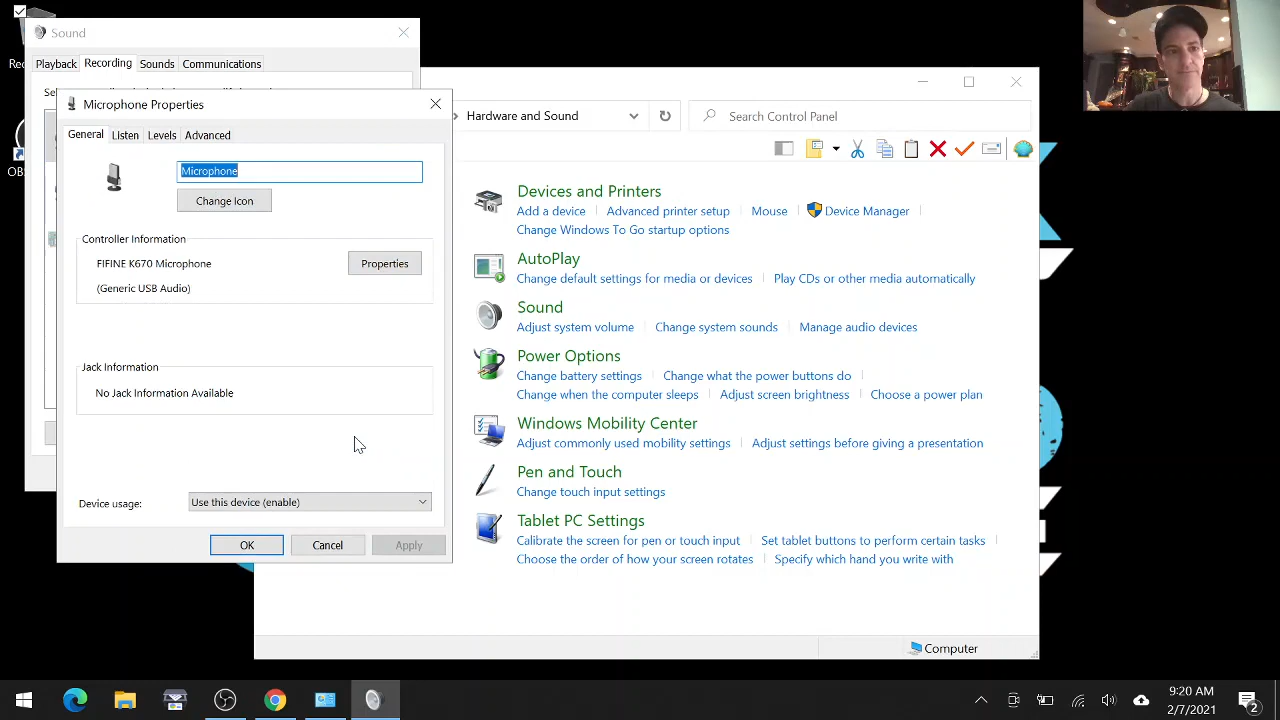 Sound
Playback Recording Sounds Communications
Microphone Properties
General Listen Levels Advanced
Microphone
Change Icon
Controller Information
FIFINE K670 Microphone
Properties
(Generic USB Audio)
Jack Information
No Jack Information Available
Device usage:
Use this device (enable)
OK
Cancel
Apply
Hardware and Sound
Search Control Panel
Devices and Printers
Add a device
Advanced printer setup
Mouse
Device Manager
Change Windows To Go startup options
AutoPlay
Change default settings for media or devices
Play CDs or other media automatically
Sound
Adjust system volume
Change system sounds
Manage audio devices
Power Options
Change battery settings
Change what the power buttons do
Change when the computer sleeps
Adjust screen brightness
Choose a power plan
Windows Mobility Center
Adjust commonly used mobility settings
Adjust settings before giving a presentation
Pen and Touch
Change touch input settings
Tablet PC Settings
Calibrate the screen for pen or touch input
Set tablet buttons to perform certain tasks
Choose the order of how your screen rotates
Specify which hand you write with
Computer
9:20 AM
2/7/2021
2